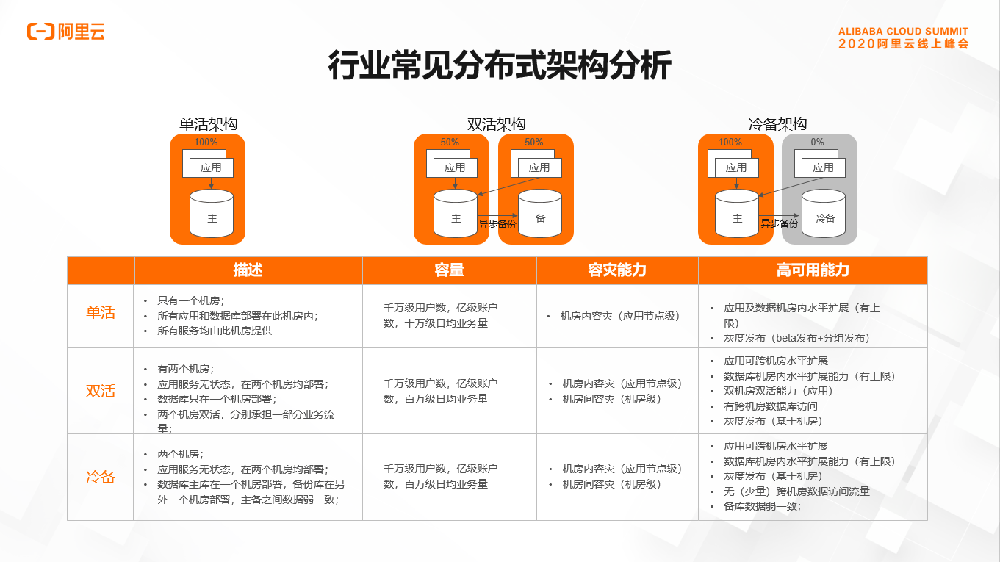 阿里云
ALIBABA CLOUD SUMMIT
2020阿里云线上峰会
行业常见分布式架构分析
单活架构
100%
应用
主
双活架构
50%
50%
应用
应用
主
异步备份
备
冷备架构
100%
0%
应用
应用
主
异步备份
冷备
描述
容量
容灾能力
高可用能力
单活
• 只有一个机房；
• 所有应用和数据库部署在此机房内；
• 所有服务均由此机房提供
千万级用户数，亿级账户
数，十万级日均业务量
• 机房内容灾（应用节点级）
• 应用及数据机房内水平扩展（有上
限）
• 灰度发布（beta发布+分组发布）
双活
• 有两个机房；
• 应用服务无状态，在两个机房均部署；
• 数据库只在一个机房部署；
• 两个机房双活，分别承担一部分业务流
量；
千万级用户数，亿级账户
数，百万级日均业务量
• 机房内容灾（应用节点级）
• 机房间容灾（机房级）
• 应用可跨机房水平扩展
• 数据库机房内水平扩展能力（有上限）
• 双机房双活能力（应用）
• 有跨机房数据库访问
• 灰度发布（基于机房）
冷备
• 两个机房；
• 应用服务无状态，在两个机房均部署；
• 数据库主库在一个机房部署，备份库在另
外一个机房部署，主备之间数据弱一致；
千万级用户数，亿级账户
数，百万级日均业务量
• 机房内容灾（应用节点级）
• 机房间容灾（机房级）
• 应用可跨机房水平扩展
• 数据库机房内水平扩展能力（有上限）
• 灰度发布（基于机房）
• 无（少量）跨机房数据访问流量
• 备库数据弱一致；